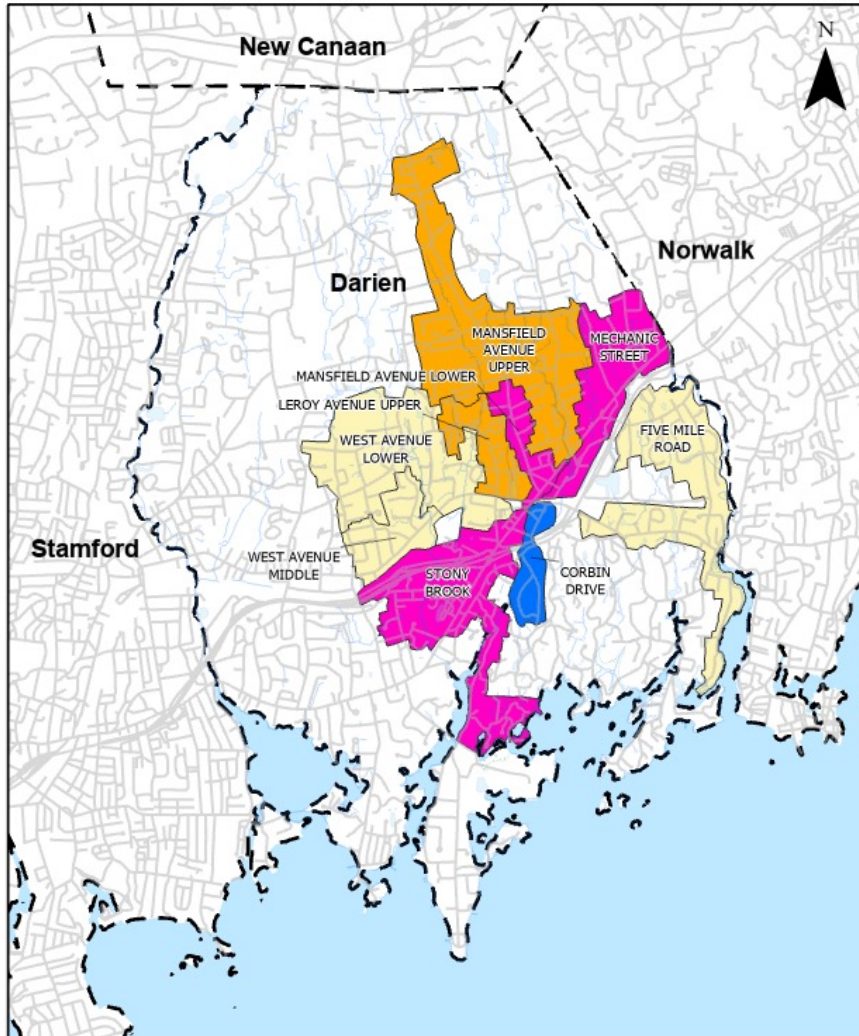 New Canaan
N
Norwalk
Darien
MANSFIELD
AVENUE
UPPER
MECHANIC
STREET
MANSFIELD AVENUE LOWER
LEROY AVENUE UPPER
WEST AVENUE
LOWER
FIVE MILE
ROAD
Stamford
WEST AVENUE
MIDDLE
STONY
BROOK
CORBIN
DRIVE